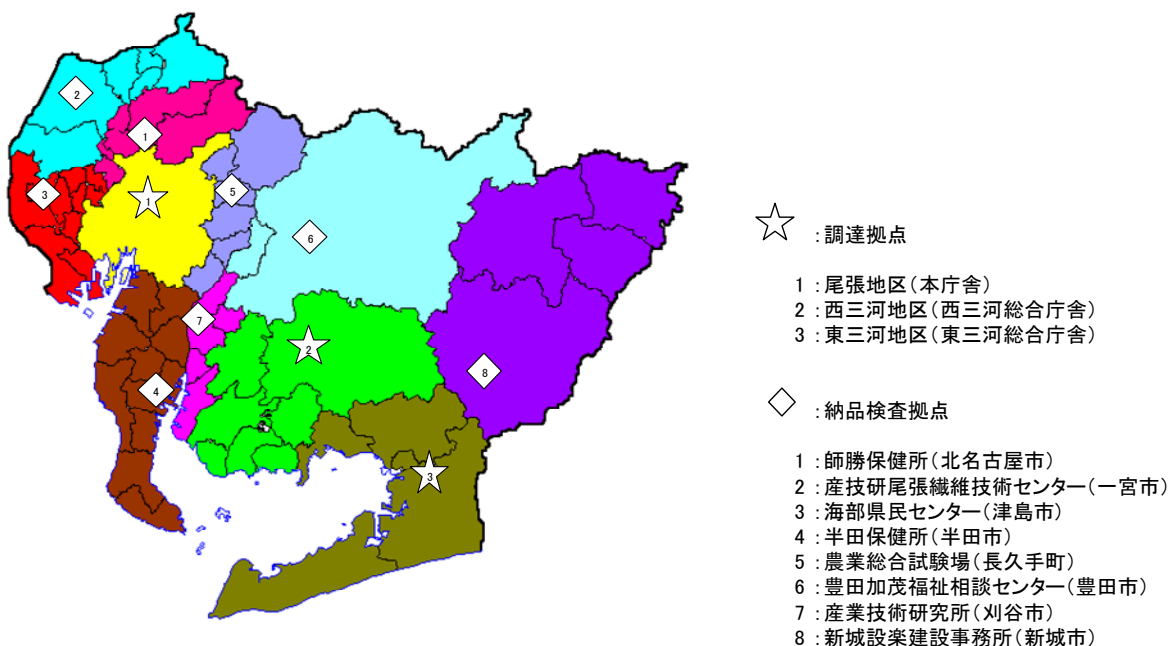 2
1
3
1
5
6
7
2
4
8
3
:調達拠点
1:尾張地区(本庁舎)
2:西三河地区(西三河総合庁舎)
3:東三河地区(東三河総合庁舎)
:納品検査拠点
1:師勝保健所(北名古屋市)
2:産技研尾張繊維技術センター(一宮市)
3:海部県民センター(津島市)
4:半田保健所(半田市)
5:農業総合試験場(長久手町)
6:豊田加茂福祉相談センター(豊田市)
7:産業技術研究所(刈谷市)
8:新城設楽建設事務所(新城市)